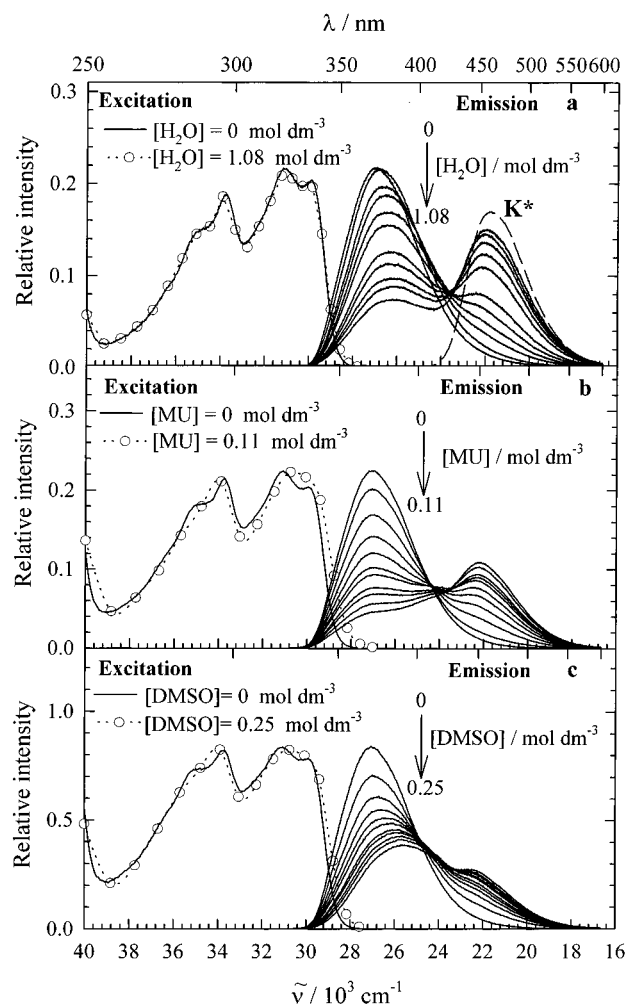 λ / nm
250 300 350 400 450 500 550 600
0.3
Excitation Emission a
[H₂O] = 0 mol dm⁻³
[H₂O] = 1.08 mol dm⁻³
0
[H₂O] / mol dm⁻³
1.08
K*
0.2
0.1
0.0
Relative intensity
Excitation Emission b
[MU] = 0 mol dm⁻³
[MU] = 0.11 mol dm⁻³
0
[MU] / mol dm⁻³
0.11
0.3
0.2
0.1
0.0
Relative intensity
Excitation Emission c
[DMSO]= 0 mol dm⁻³
[DMSO]= 0.25 mol dm⁻³
0
[DMSO] / mol dm⁻³
0.25
1.0
0.5
0.0
Relative intensity
40 38 36 34 32 30 28 26 24 22 20 18 16
ν̃ / 10³ cm⁻¹